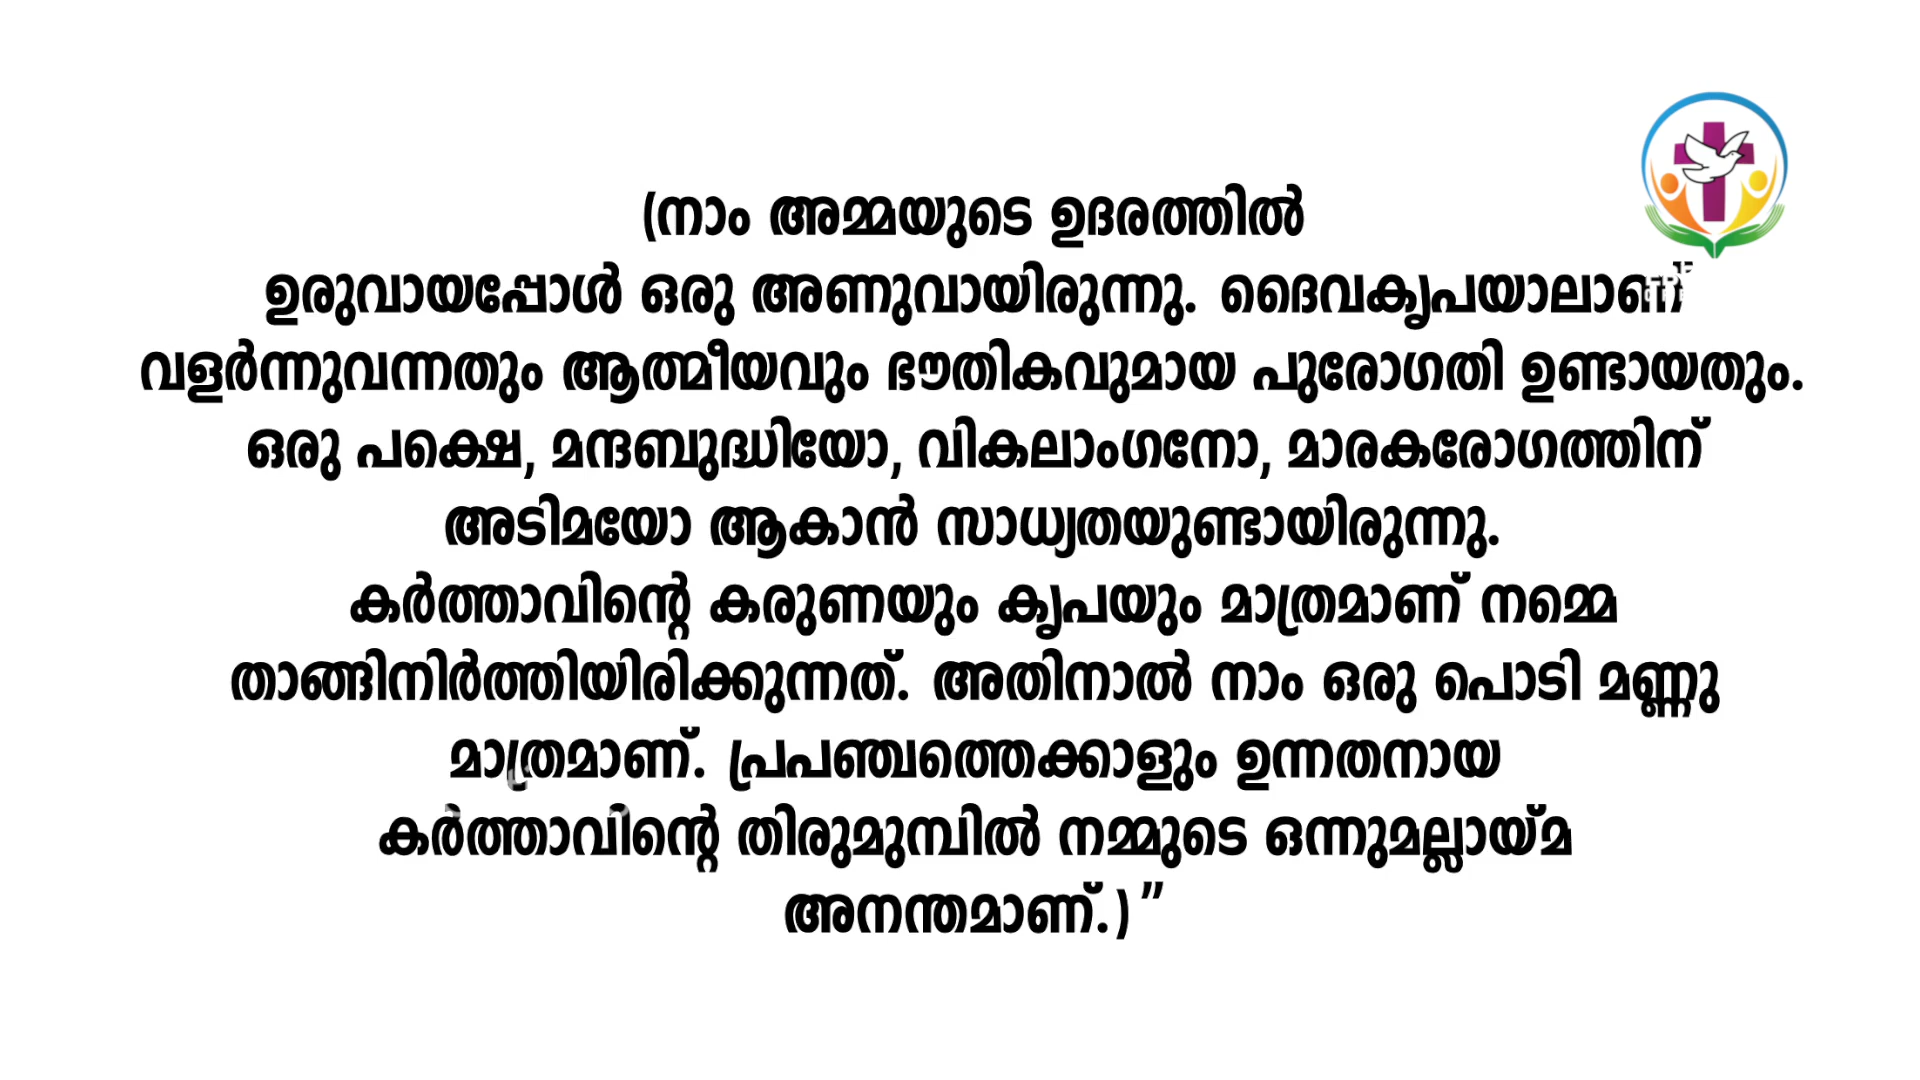 (നാം അമ്മയുടെ ഉദരത്തിൽ
ഉരുവായപ്പോൾ ഒരു അണുവായിരുന്നു. ദൈവകൃപയാലാണ്
വളർന്നുവന്നതും ആത്മീയവും ഭൗതികവുമായ പുരോഗതി ഉണ്ടായതും.
ഒരു പക്ഷെ, മന്ദബുദ്ധിയോ, വികലാംഗനോ, മാരകരോഗത്തിന്
അടിമയോ ആകാൻ സാധ്യതയുണ്ടായിരുന്നു.
കർത്താവിന്റെ കരുണയും കൃപയും മാത്രമാണ് നമ്മെ
താങ്ങിനിർത്തിയിരിക്കുന്നത്. അതിനാൽ നാം ഒരു പൊടി മണ്ണു
മാത്രമാണ്. പ്രപഞ്ചത്തെക്കാളും ഉന്നതനായ
കർത്താവിന്റെ തിരുമുമ്പിൽ നമ്മുടെ ഒന്നുമല്ലായ്മ
അനന്തമാണ്.)”